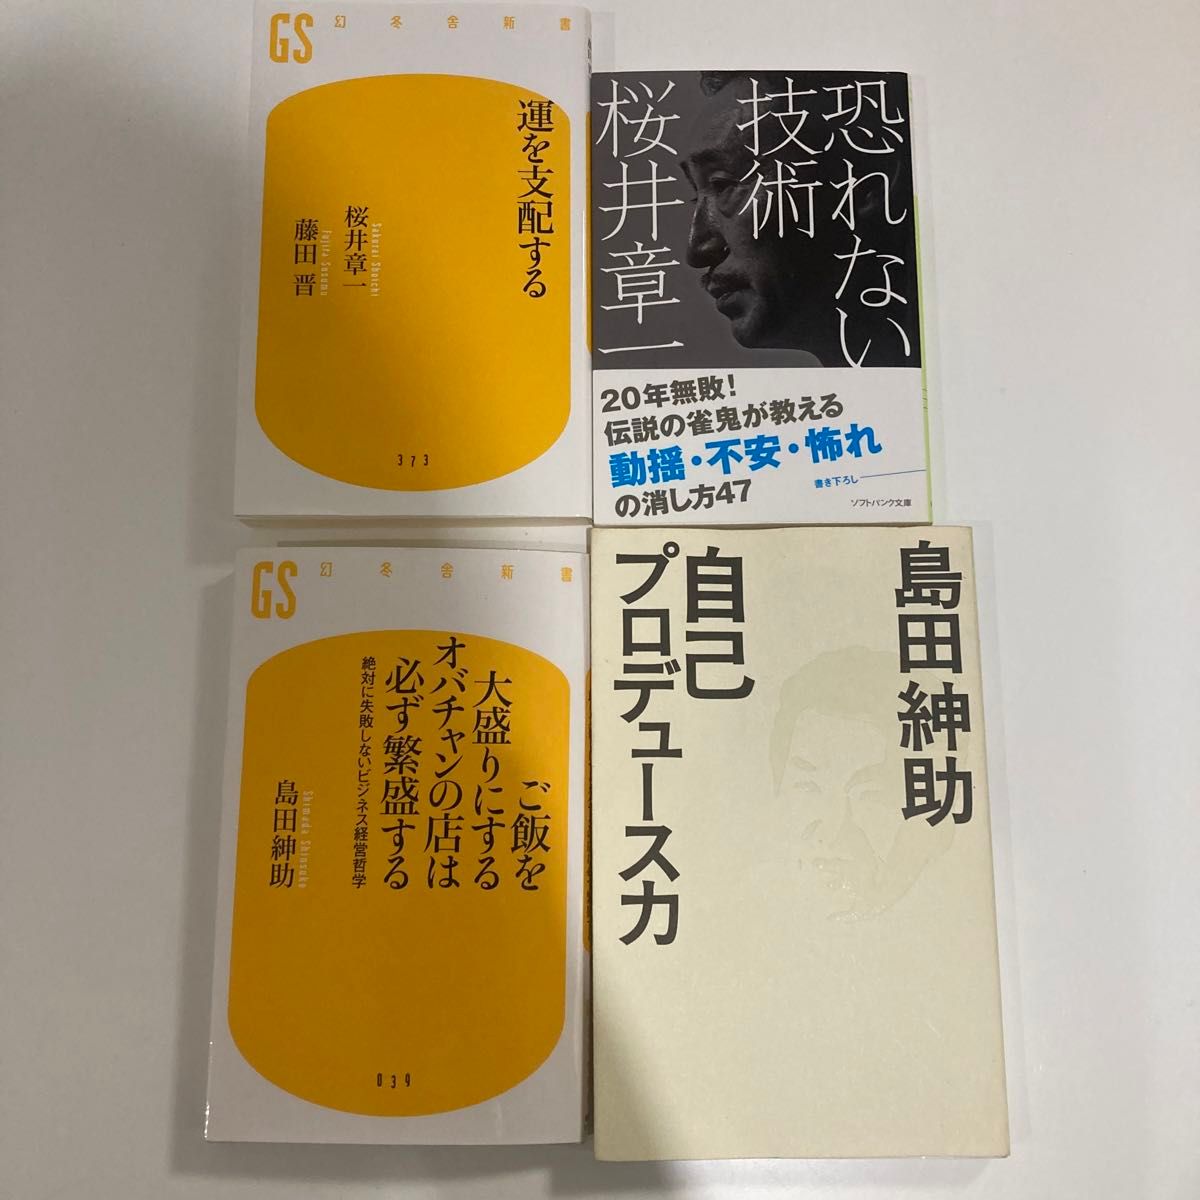 GS 幻冬舎新書
運を支配する
桜井章一
Sakurai Shoichi
藤田 晋
Fujita Susumu
373
恐れない
技術
桜井章一
20年無敗!
伝説の雀鬼が教える
動揺・不安・怖れ
の消し方47
書き下ろし
ソフトバンク文庫
GS 幻冬舎新書
ご飯を
大盛りにする
オバチャンの店は
必ず繁盛する
絶対に失敗しないビジネス経営哲学
島田紳助
Shimada Shinsuke
039
島田紳助
自己
プロデュース力